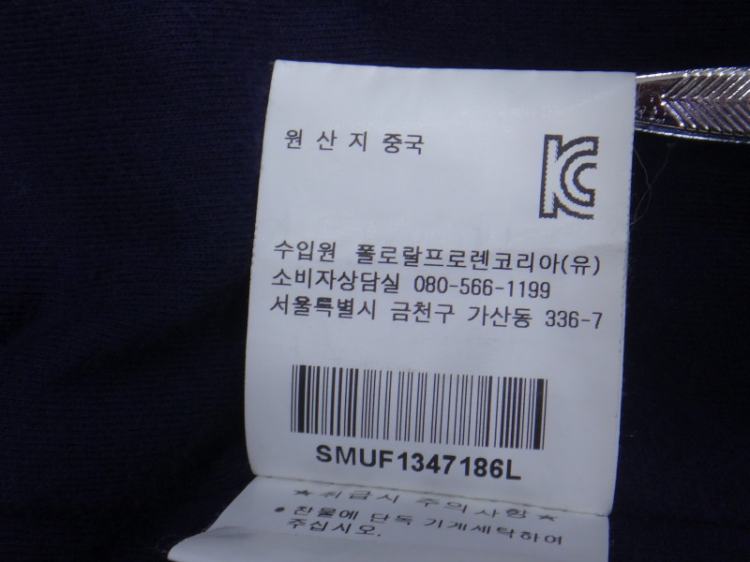 원 산 지 중국
KC
수입원 폴로랄프로렌코리아(유)
소비자상담실 080-566-1199
서울특별시 금천구 가산동 336-7
SMUF1347186L
★취급시 주의사항★
• 찬물에 단독 기계세탁하여
주십시오.